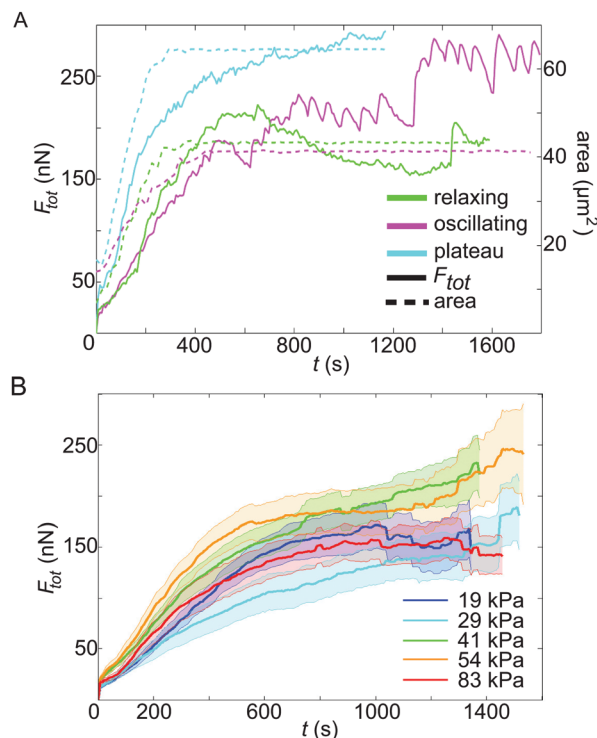 A
250
150
50
0
F_tot (nN)
60
40
20
area (μm²)
relaxing
oscillating
plateau
F_tot
area
0 400 800 1200 1600
t (s)
B
250
150
50
F_tot (nN)
19 kPa
29 kPa
41 kPa
54 kPa
83 kPa
0 200 600 1000 1400
t (s)